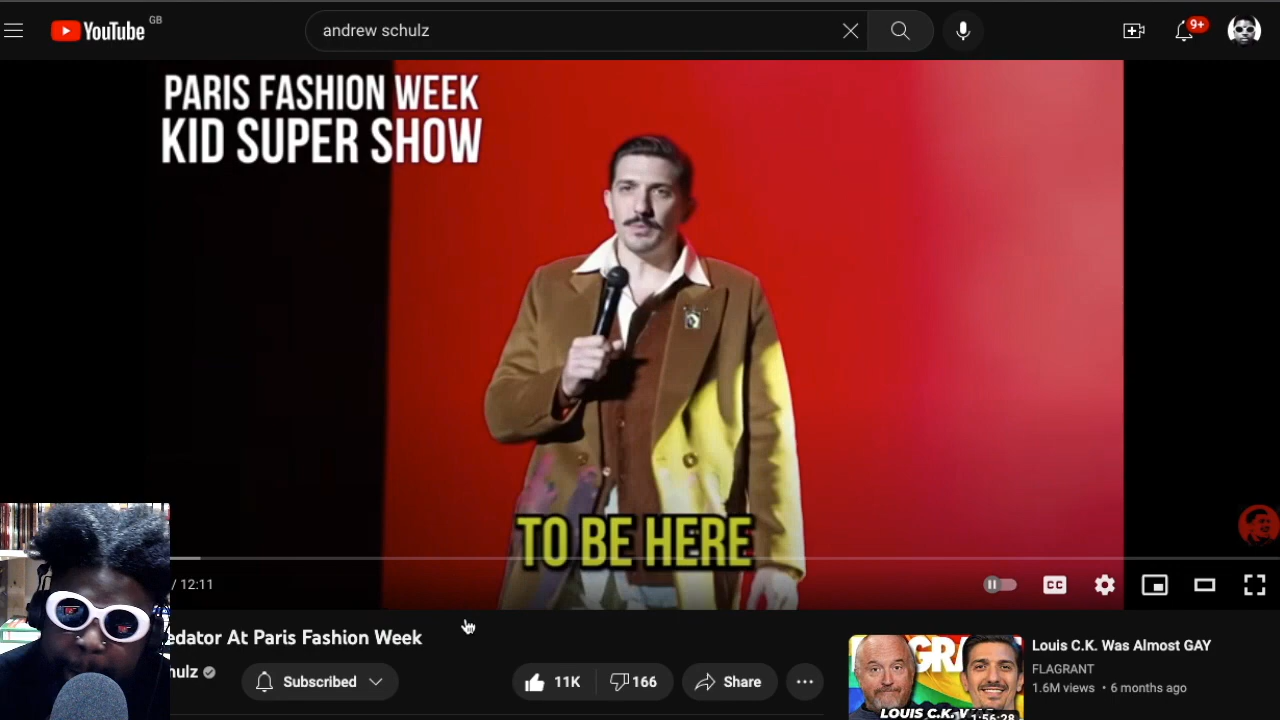 YouTube GB
andrew schulz
9+
PARIS FASHION WEEK
KID SUPER SHOW
TO BE HERE
/ 12:11
CC
edator At Paris Fashion Week
hulz
Subscribed
11K
166
Share
Louis C.K. Was Almost GAY
FLAGRANT
1.6M views • 6 months ago
GR
LOUIS C.K.
1:56:28